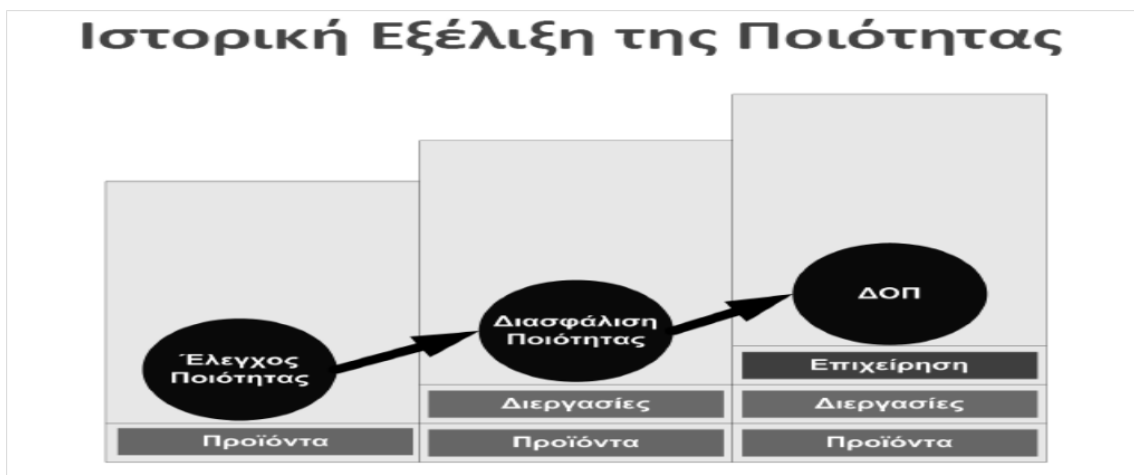 Ιστορική Εξέλιξη της Ποιότητας
Έλεγχος
Ποιότητας
Προϊόντα
Διασφάλιση
Ποιότητας
Διεργασίες
Προϊόντα
ΔΟΠ
Επιχείρηση
Διεργασίες
Προϊόντα